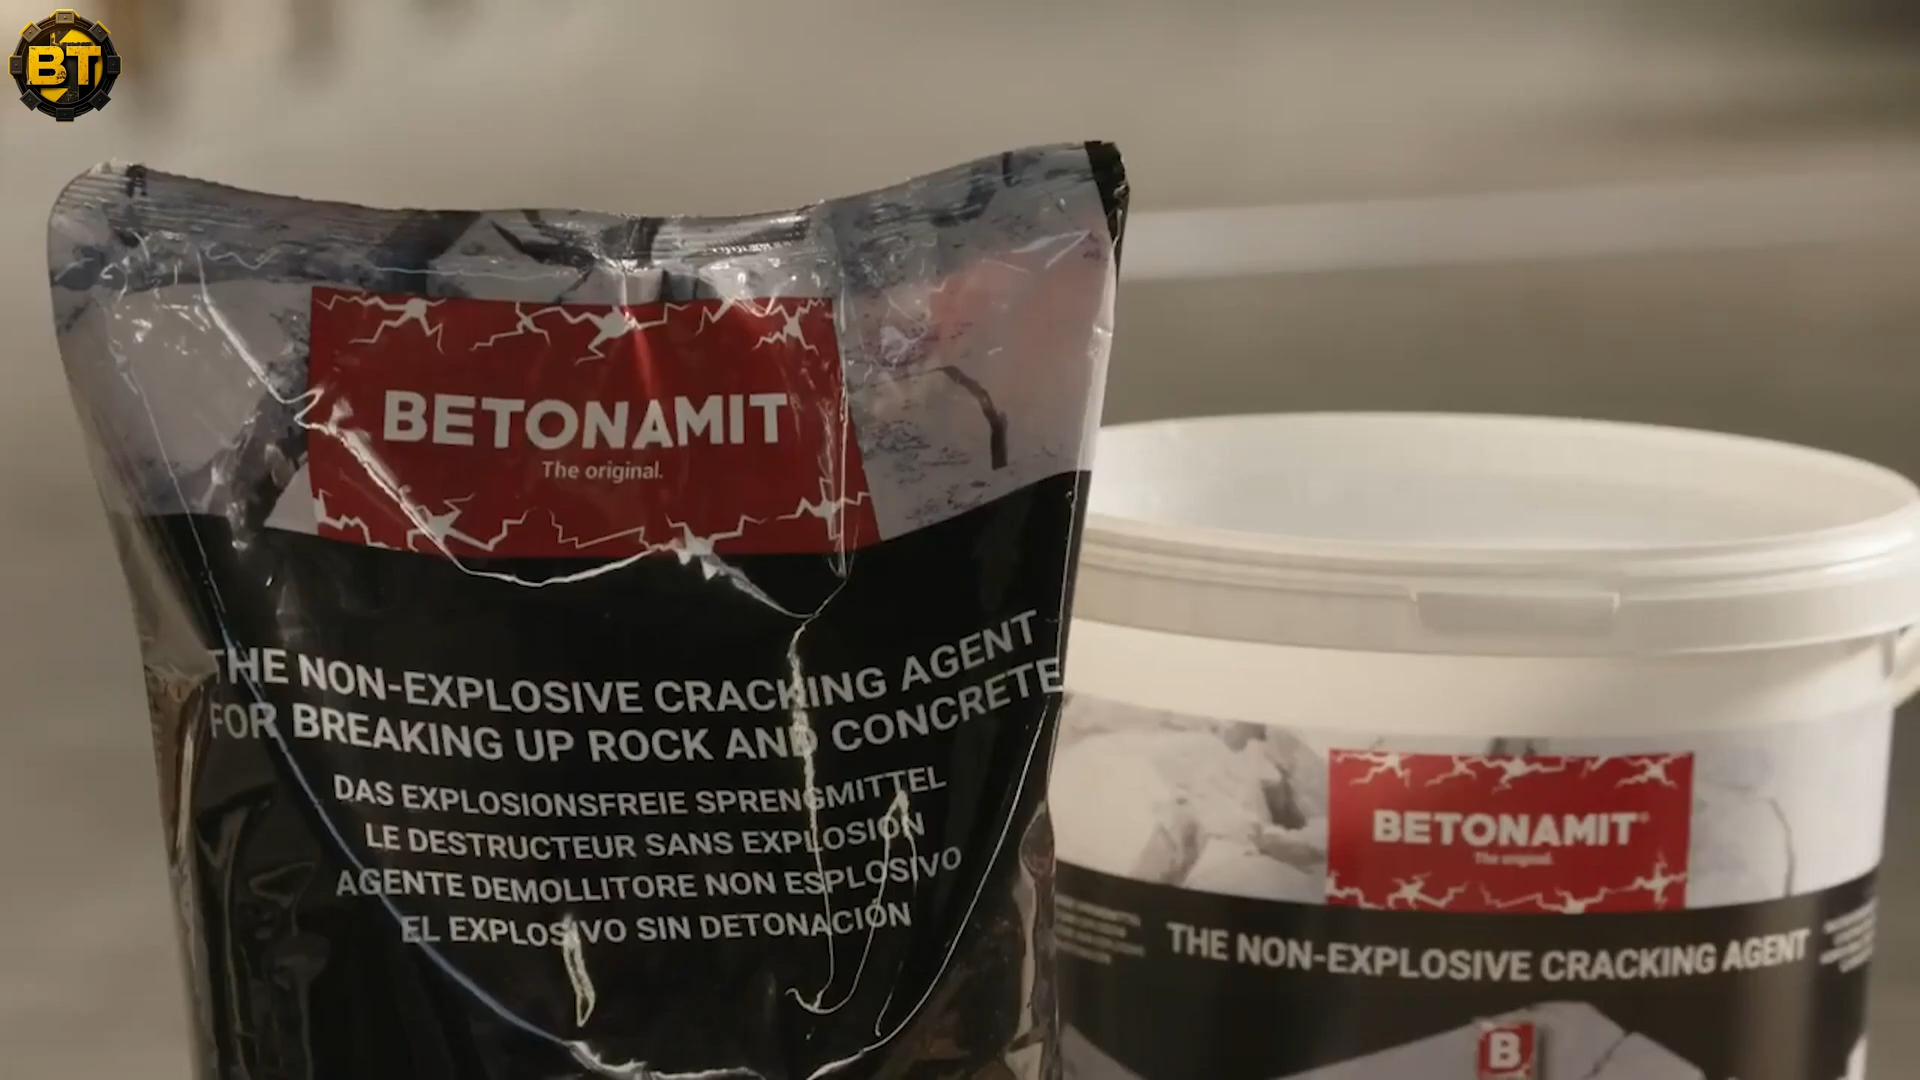 BT
BETONAMIT
The original.
THE NON-EXPLOSIVE CRACKING AGENT
FOR BREAKING UP ROCK AND CONCRETE
DAS EXPLOSIONSFREIE SPRENGMITTEL
LE DESTRUCTEUR SANS EXPLOSION
AGENTE DEMOLLITORE NON ESPLOSIVO
EL EXPLOSIVO SIN DETONACIÓN
BETONAMIT®
The original.
THE NON-EXPLOSIVE CRACKING AGENT
B